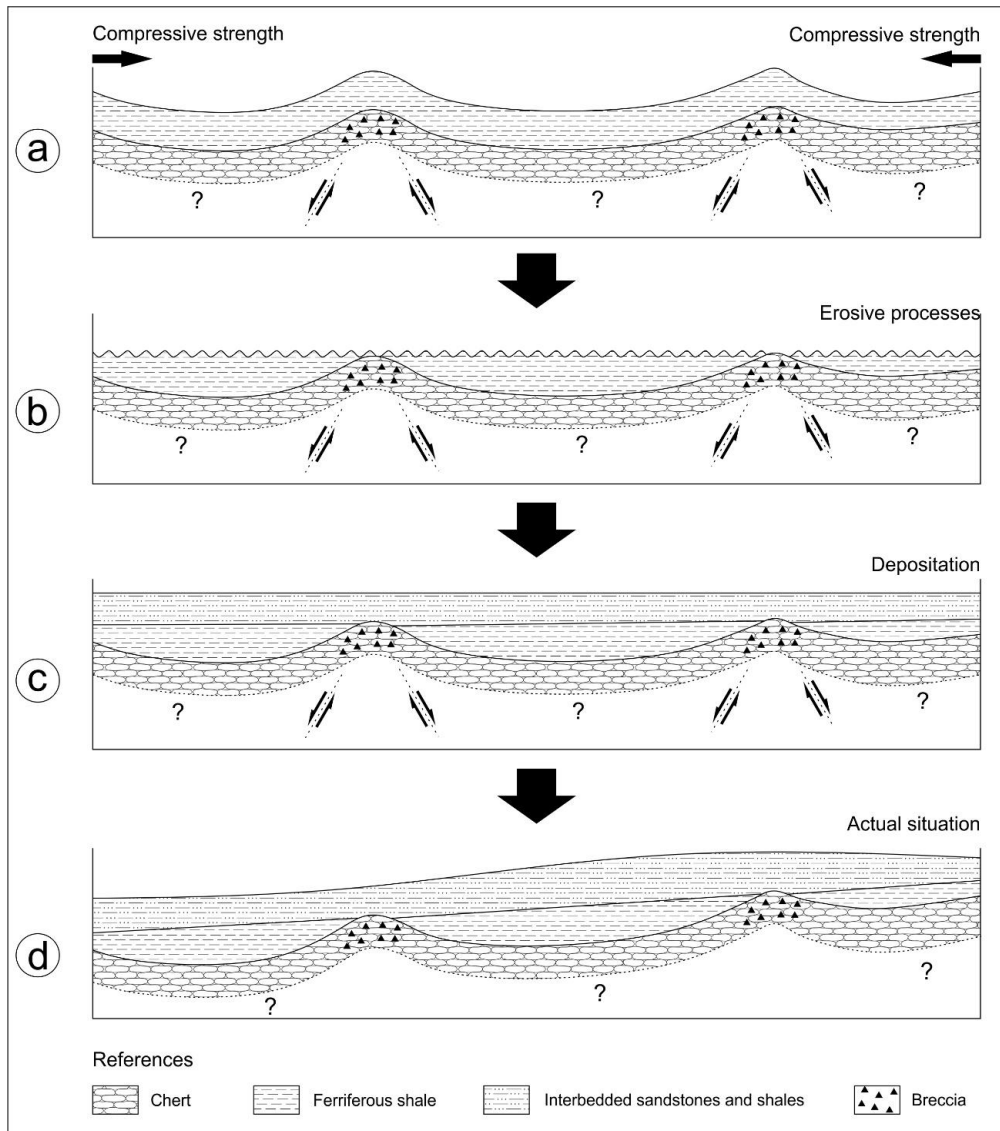 Compressive strength
Compressive strength
a
?
?
?
Erosive processes
b
?
?
?
Depositation
c
?
?
?
Actual situation
d
?
?
?
References
Chert
Ferriferous shale
Interbedded sandstones and shales
Breccia